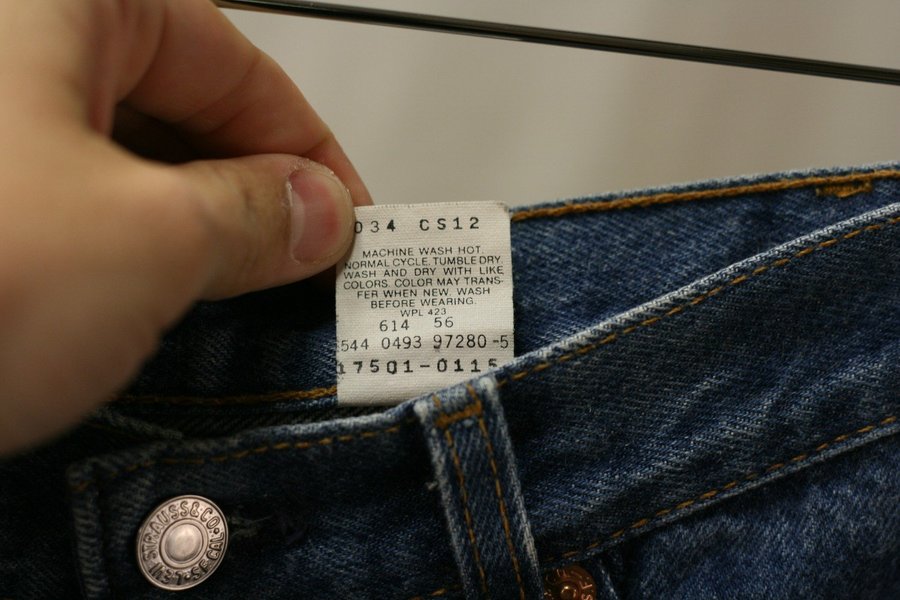 034 CS12
MACHINE WASH HOT,
NORMAL CYCLE, TUMBLE DRY.
WASH AND DRY WITH LIKE
COLORS. COLOR MAY TRANS-
FER WHEN NEW. WASH
BEFORE WEARING.
WPL 423
614 56
544 0493 97280-5
17501-0115
LEVI STRAUSS & CO. S.F. CAL